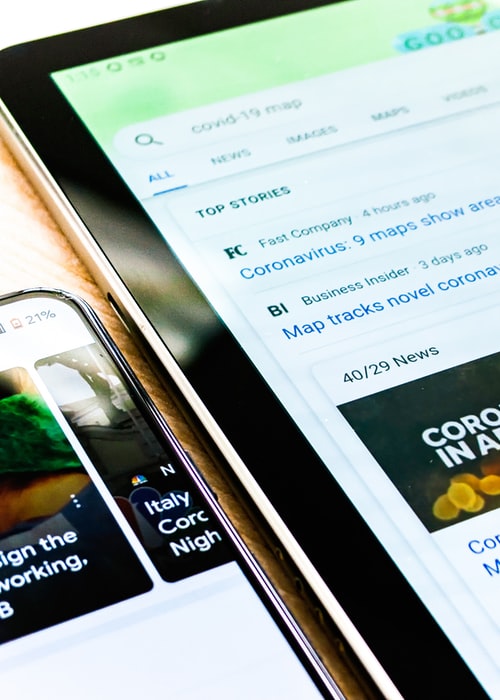 1:35
GOO
covid-19 map
ALL NEWS IMAGES MAPS VIDEOS
TOP STORIES
FC Fast Company · 4 hours ago
Coronavirus: 9 maps show area
BI Business Insider · 3 days ago
Map tracks novel corona
40/29 News
CORO
IN A
Cor
M
21%
N
Italy
Corc
Nigh
sign the
working,
B